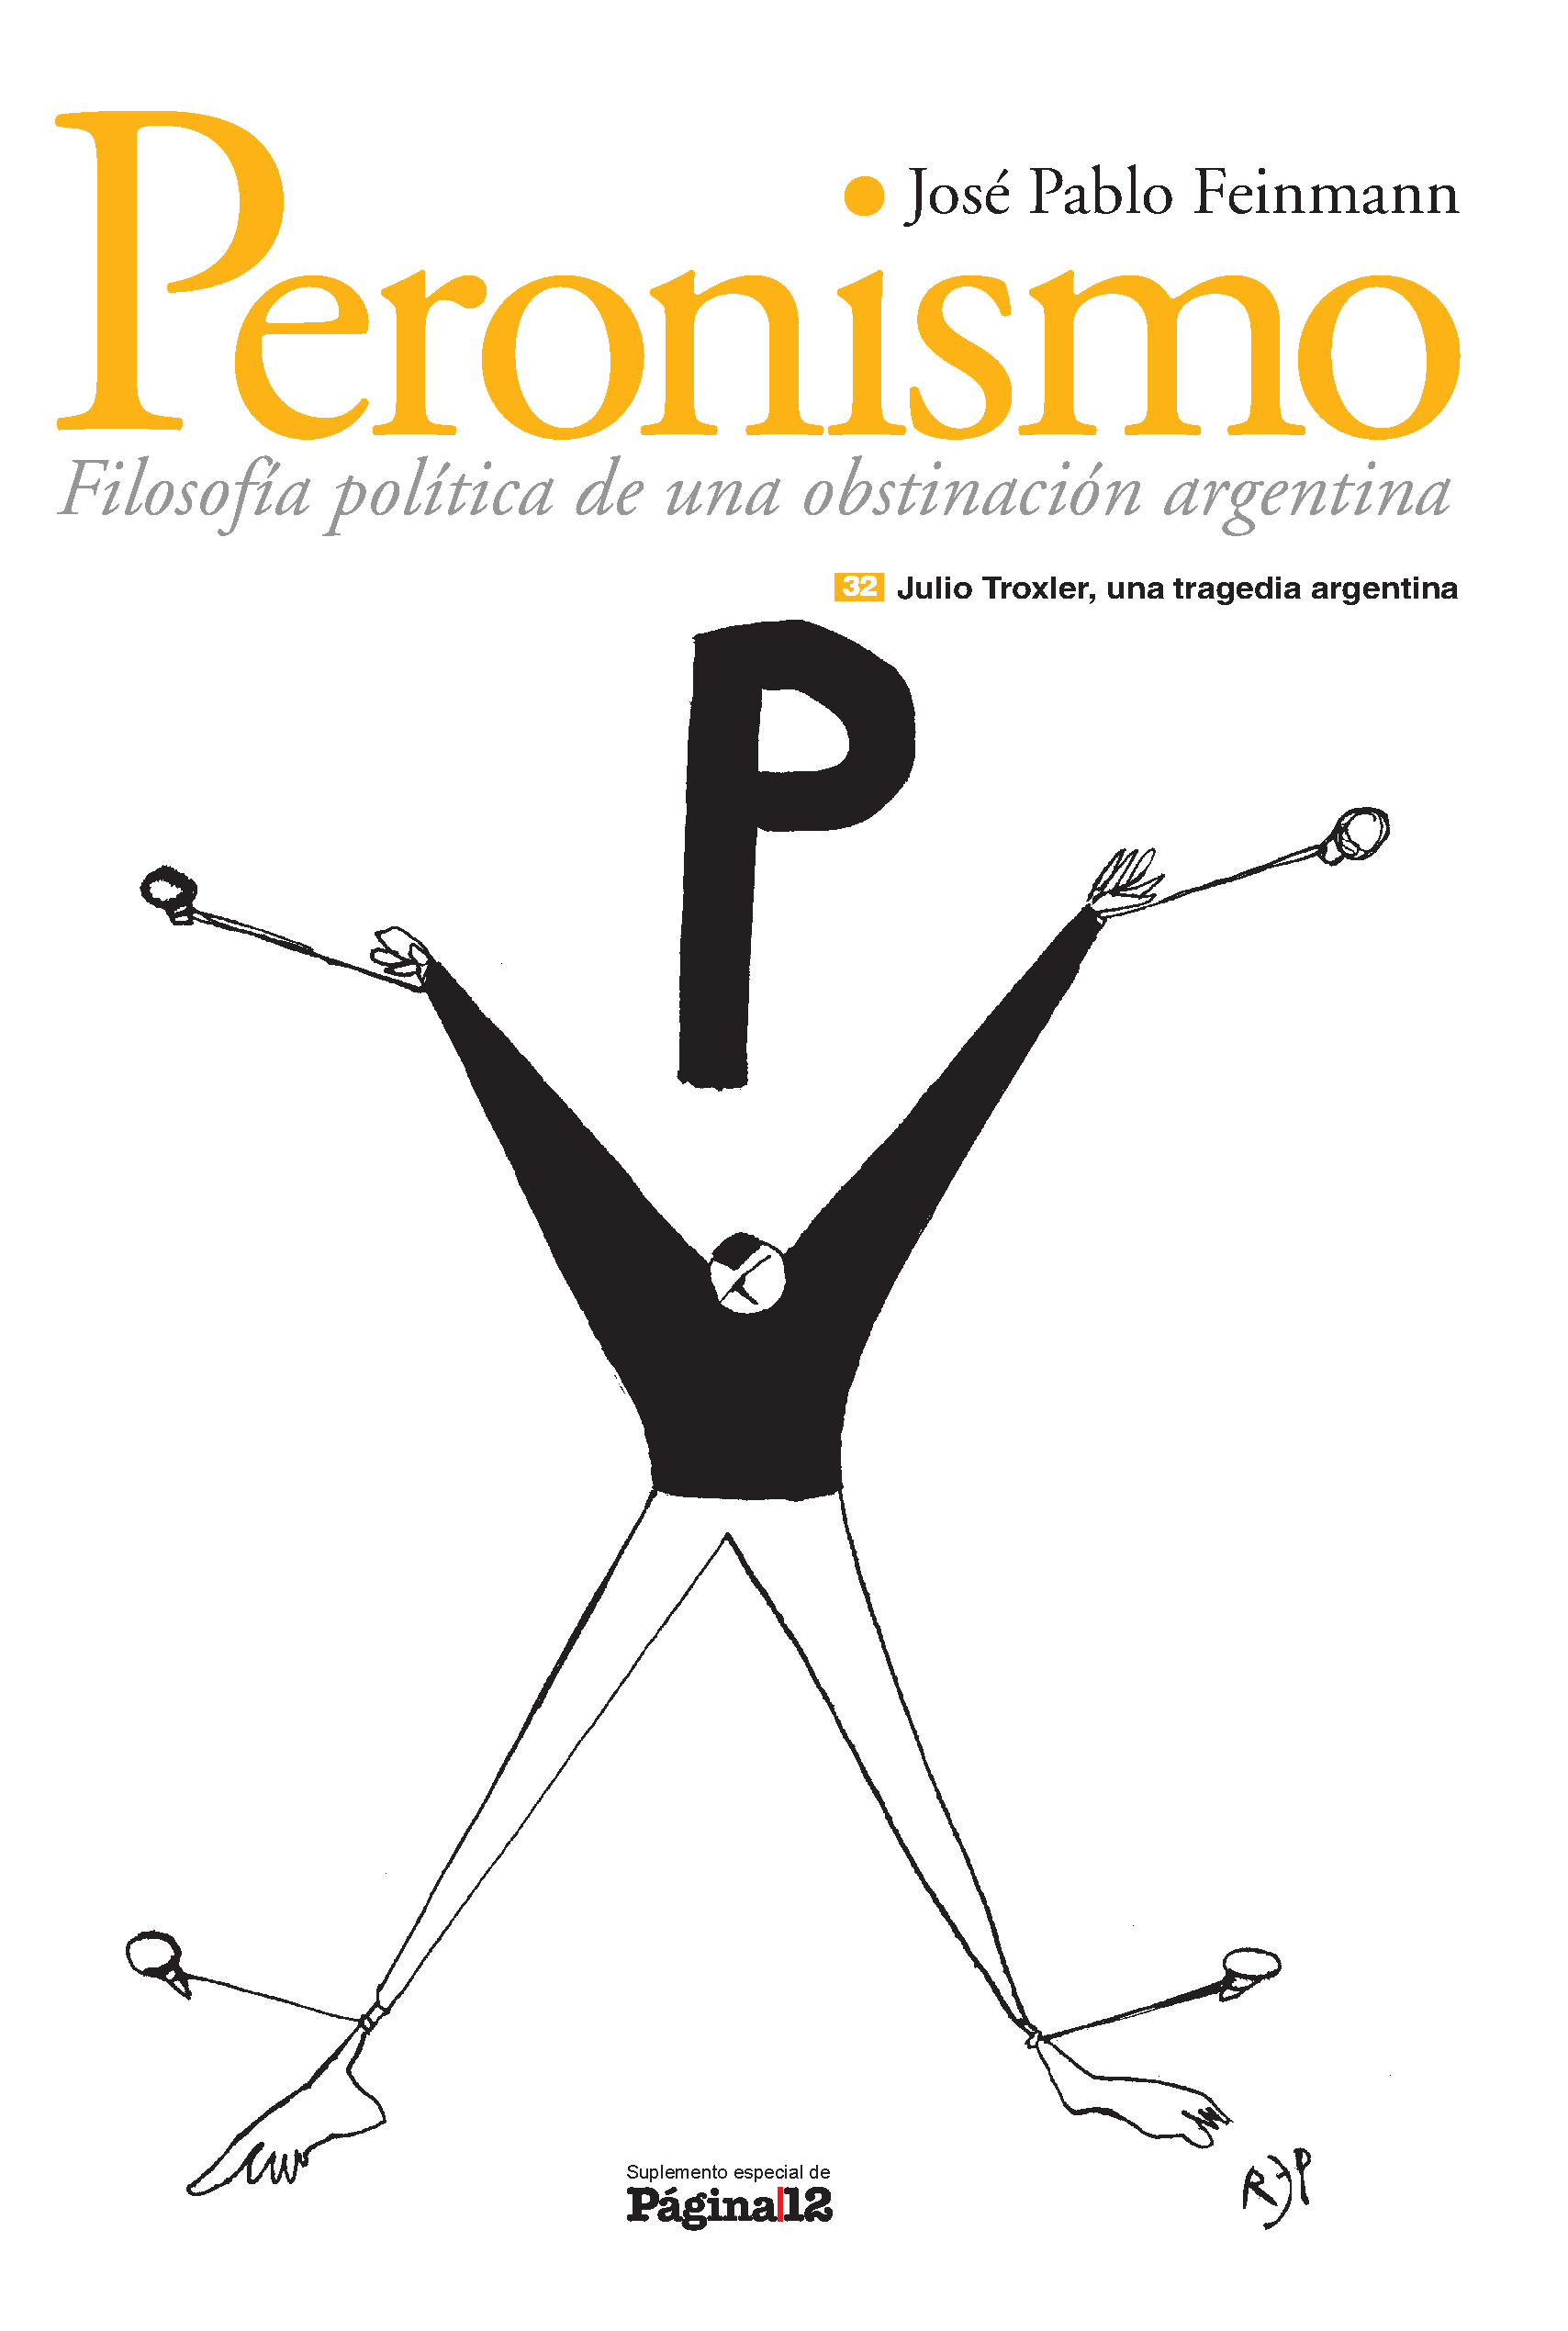 José Pablo Feinmann
Peronismo
Filosofía política de una obstinación argentina
32 Julio Troxler, una tragedia argentina
P
Suplemento especial de
Página|12
REP